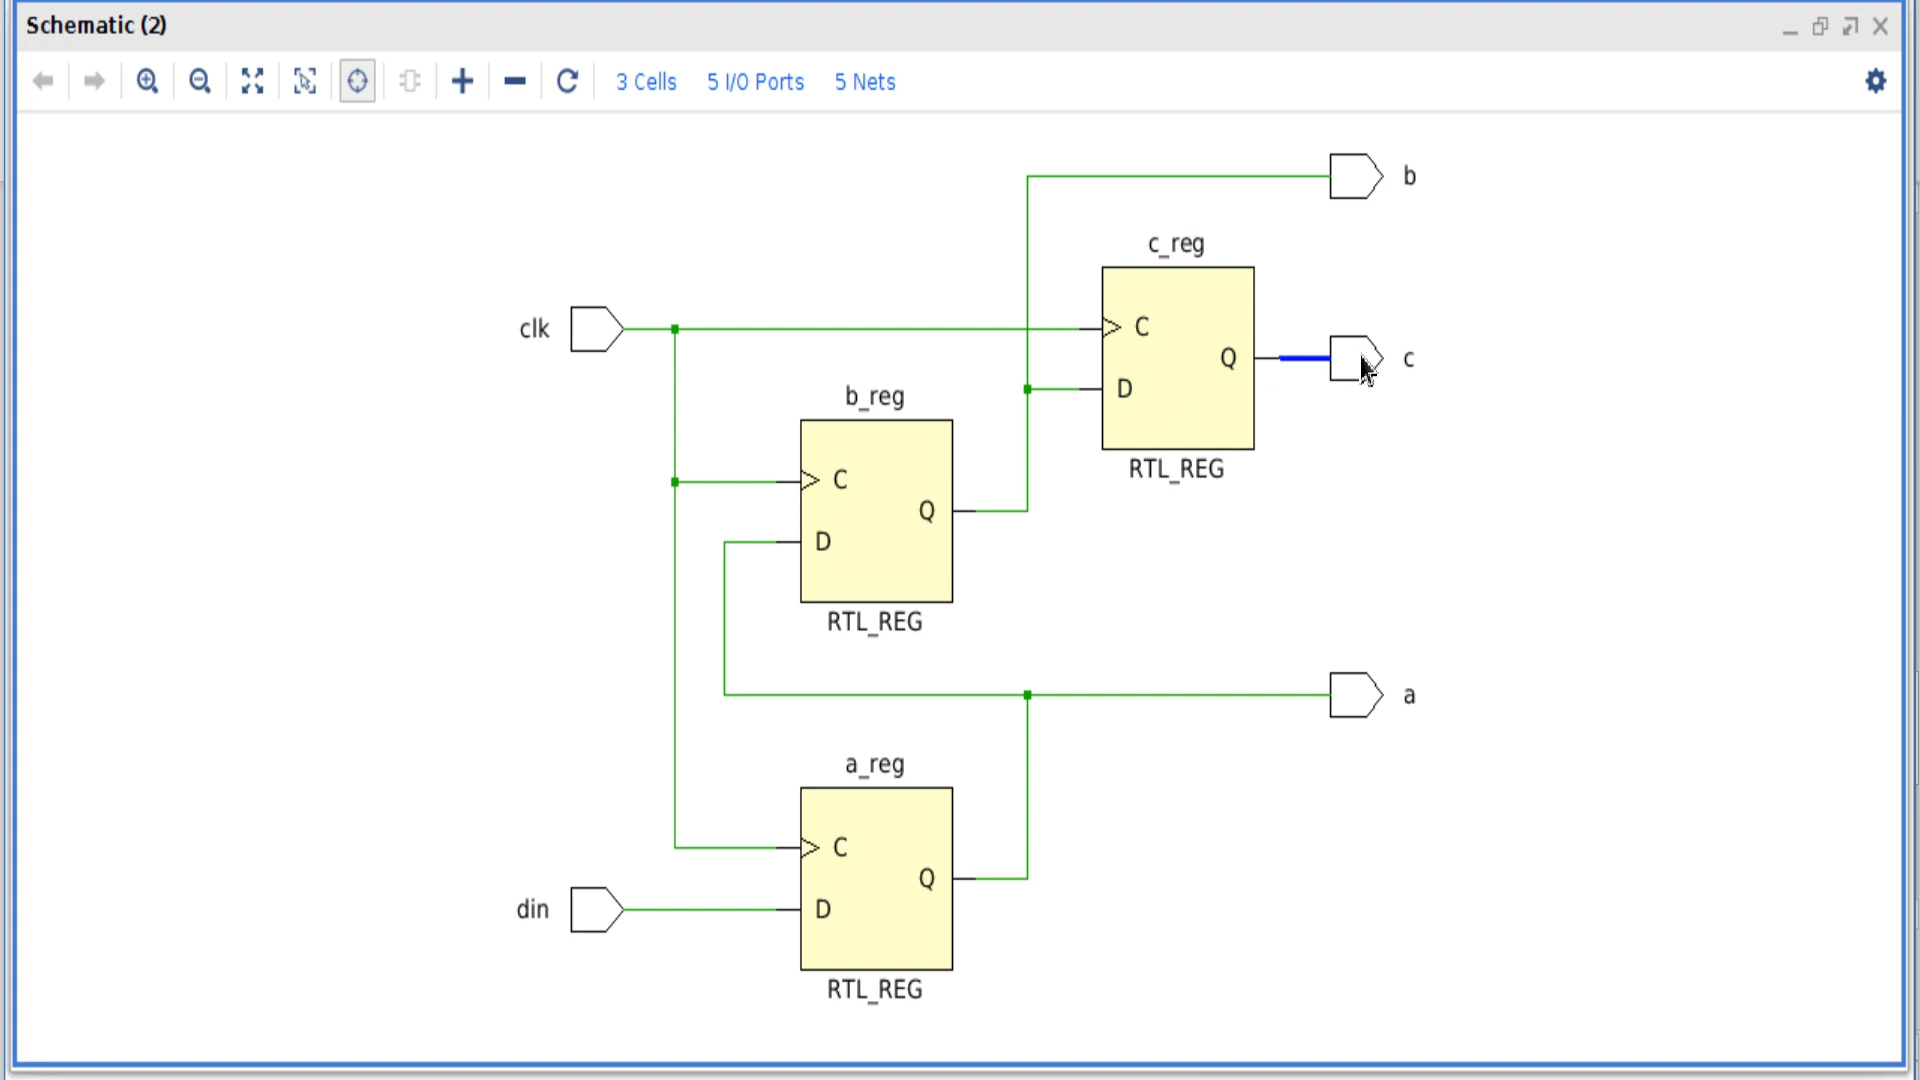 Schematic (2)
3 Cells 5 I/O Ports 5 Nets
b
c_reg
clk
C
Q
c
D
b_reg
RTL_REG
C
Q
D
RTL_REG
a
a_reg
C
Q
din
D
RTL_REG